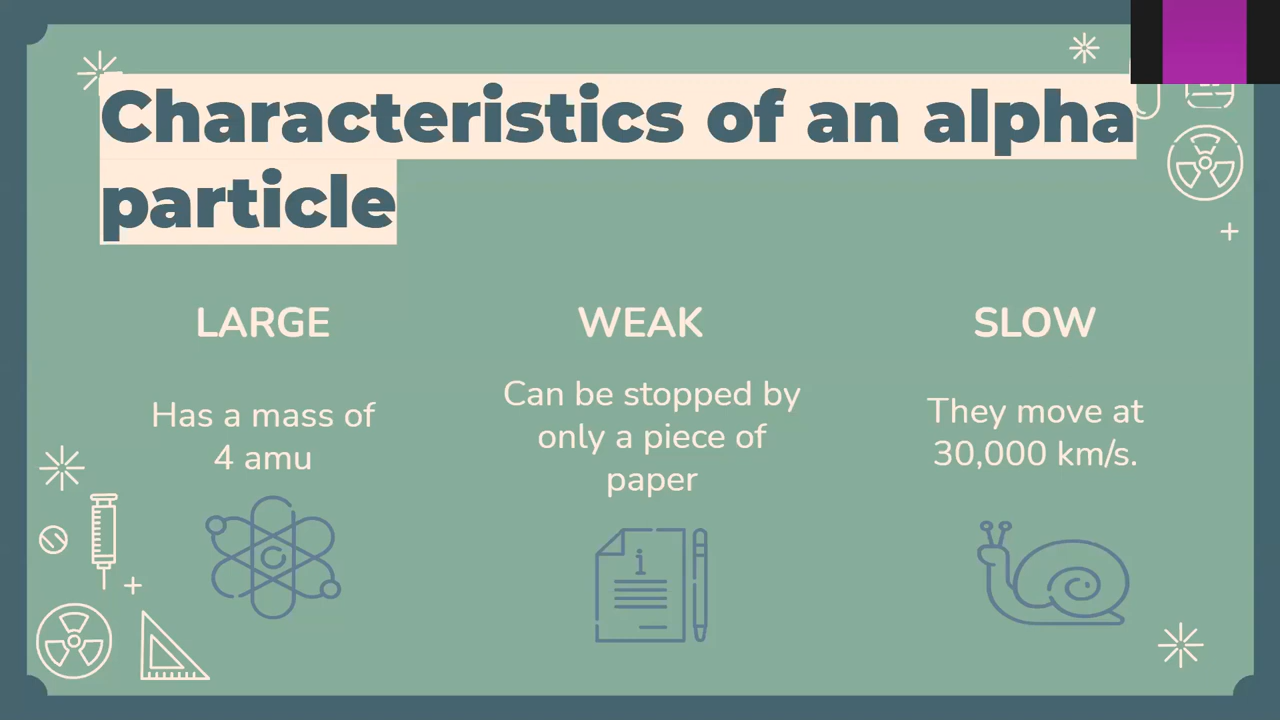 Characteristics of an alpha
particle
LARGE
Has a mass of
4 amu
WEAK
Can be stopped by
only a piece of
paper
SLOW
They move at
30,000 km/s.
i